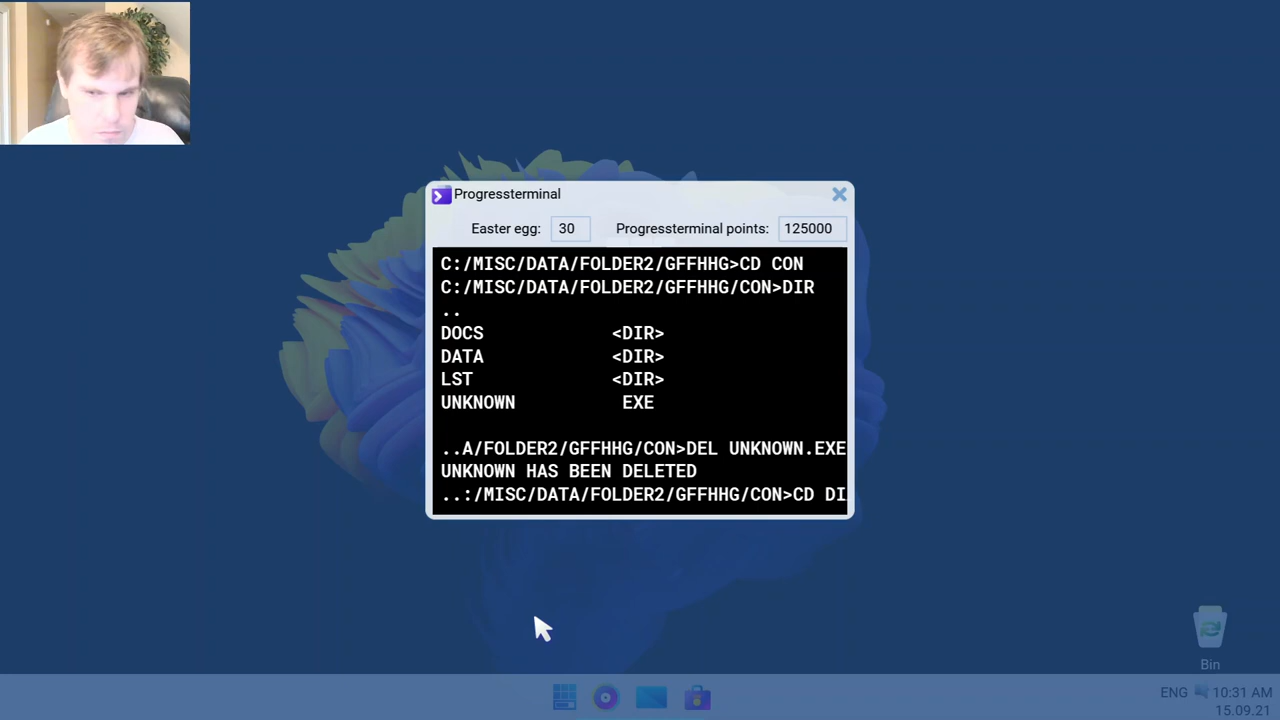 Progressterminal
Easter egg: 30 Progressterminal points: 125000
C:/MISC/DATA/FOLDER2/GFFHHG>CD CON
C:/MISC/DATA/FOLDER2/GFFHHG/CON>DIR
..
DOCS <DIR>
DATA <DIR>
LST <DIR>
UNKNOWN EXE
..A/FOLDER2/GFFHHG/CON>DEL UNKNOWN.EXE
UNKNOWN HAS BEEN DELETED
..:/MISC/DATA/FOLDER2/GFFHHG/CON>CD DI
Bin
ENG 10:31 AM
15.09.21